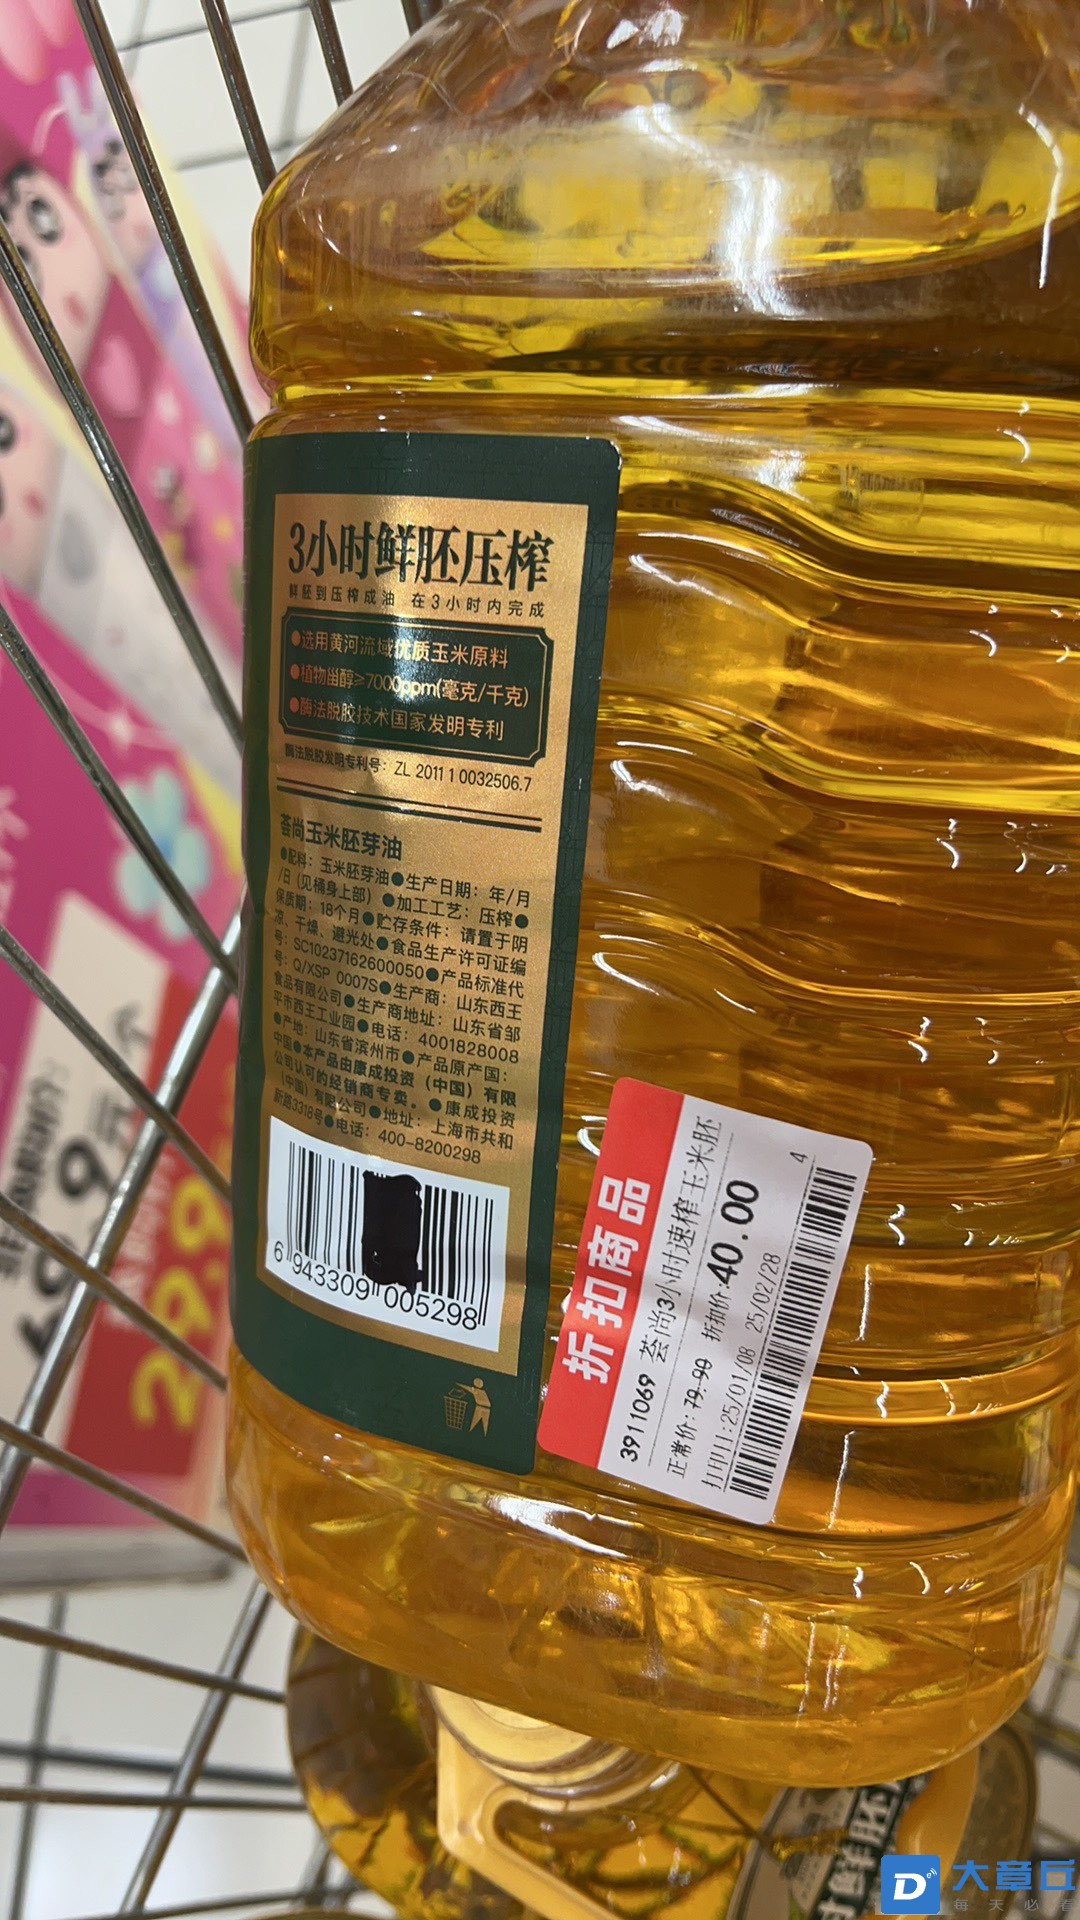 3小时鲜胚压榨
鲜胚到压榨成油 在3小时内完成
●选用黄河流域优质玉米原料
●植物甾醇≥7000ppm(毫克/千克)
●酶法脱胶技术国家发明专利
酶法脱胶发明专利号：ZL 2011 1 0032506.7
荟尚玉米胚芽油
●配料：玉米胚芽油●生产日期：年/月
/日 (见桶身上部) ●加工工艺：压榨●
保质期：18个月●贮存条件：请置于阴
凉、干燥、避光处●食品生产许可证编
号：SC10237162600050●产品标准代
号：Q/XSP 0007S●生产商：山东西王
食品有限公司●生产商地址：山东省邹
平市西王工业园●电话：4001828008
●产地：山东省滨州市●产品原产国：
中国●本产品由康成投资（中国）有限
公司认可的经销商专卖。●康成投资
（中国）有限公司●地址：上海市共和
新路3318号●电话：400-8200298
6 943309 005298
折扣商品
3911069 荟尚3小时速榨玉米胚
正常价:79.90 折扣价:40.00
打印日:25/01/08 25/02/28
4
9.9元
29.9
鲜胚
D
大章丘
每天必看